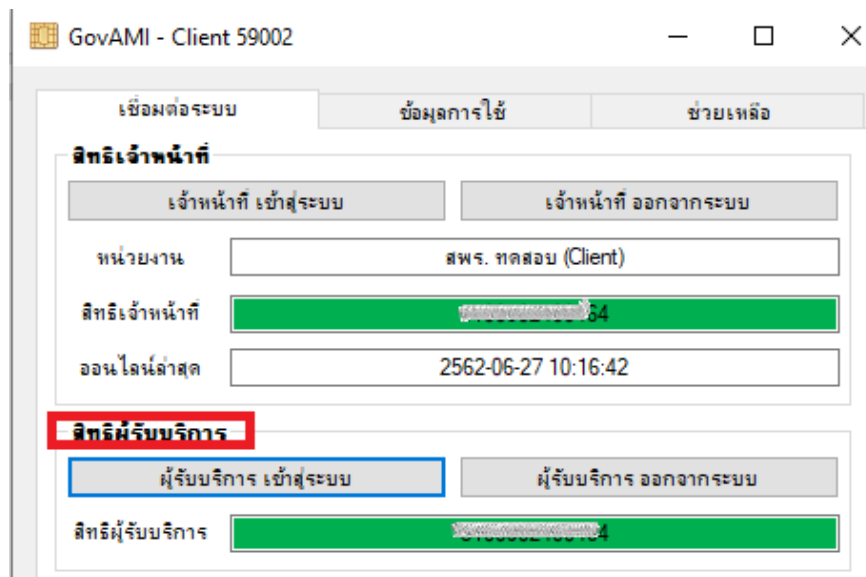 GovAMI - Client 59002
เชื่อมต่อระบบ ข้อมูลการใช้ ช่วยเหลือ
สิทธิเจ้าหน้าที่
เจ้าหน้าที่ เข้าสู่ระบบ เจ้าหน้าที่ ออกจากระบบ
หน่วยงาน สพร. ทดสอบ (Client)
สิทธิเจ้าหน้าที่
ออนไลน์ล่าสุด 2562-06-27 10:16:42
สิทธิผู้รับบริการ
ผู้รับบริการ เข้าสู่ระบบ ผู้รับบริการ ออกจากระบบ
สิทธิผู้รับบริการ